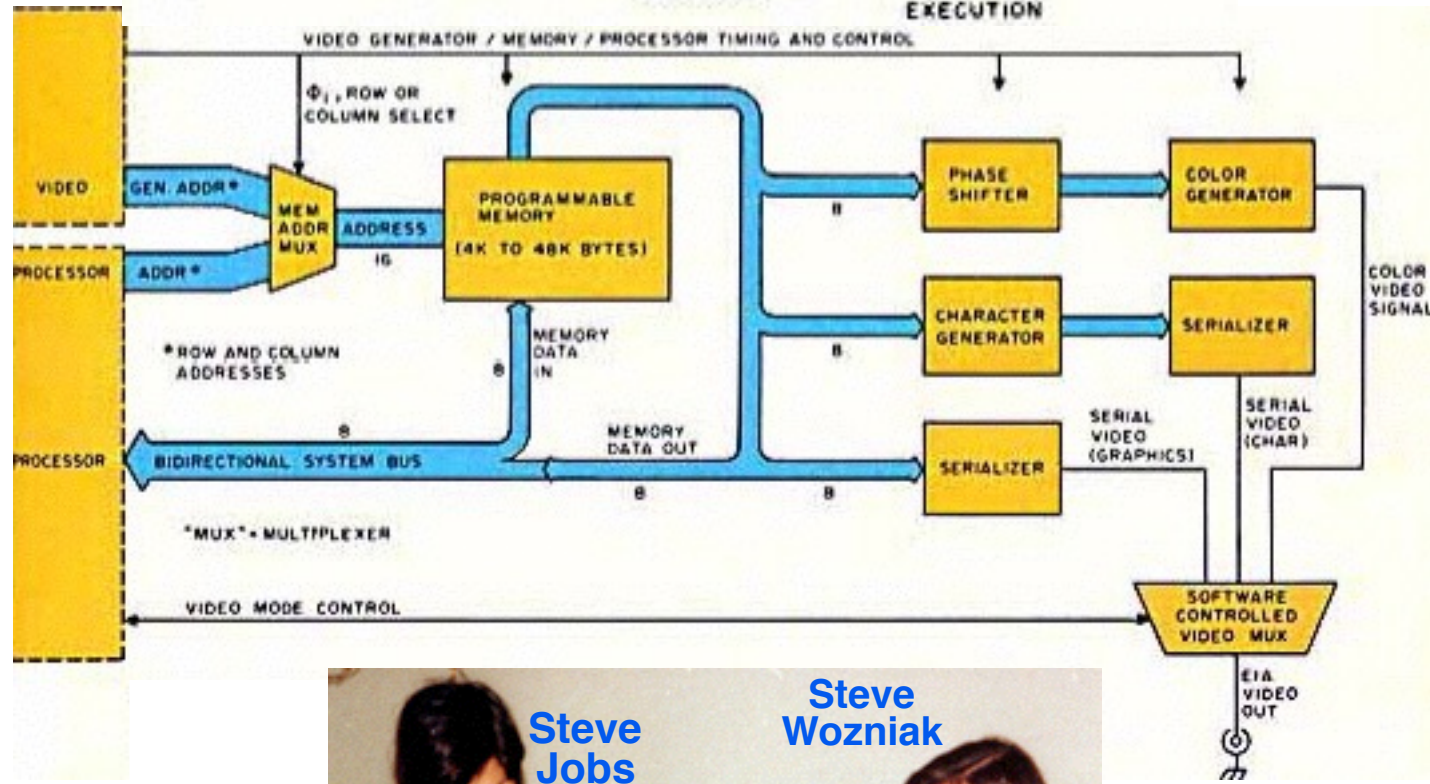 EXECUTION
VIDEO GENERATOR / MEMORY / PROCESSOR TIMING AND CONTROL
Φ₁, ROW OR
COLUMN SELECT
VIDEO
GEN. ADDR*
MEM
ADDR
MUX
ADDRESS
16
PROGRAMMABLE
MEMORY
(4K TO 48K BYTES)
PHASE
SHIFTER
COLOR
GENERATOR
8
PROCESSOR
ADDR*
COLOR
VIDEO
SIGNAL
CHARACTER
GENERATOR
SERIALIZER
8
*ROW AND COLUMN
ADDRESSES
MEMORY
DATA
IN
8
8
PROCESSOR
BIDIRECTIONAL SYSTEM BUS
MEMORY
DATA OUT
8
8
SERIALIZER
SERIAL
VIDEO
(GRAPHICS)
SERIAL
VIDEO
(CHAR)
"MUX" = MULTIPLEXER
VIDEO MODE CONTROL
SOFTWARE
CONTROLLED
VIDEO MUX
EIA
VIDEO
OUT
Steve
Jobs
Steve
Wozniak